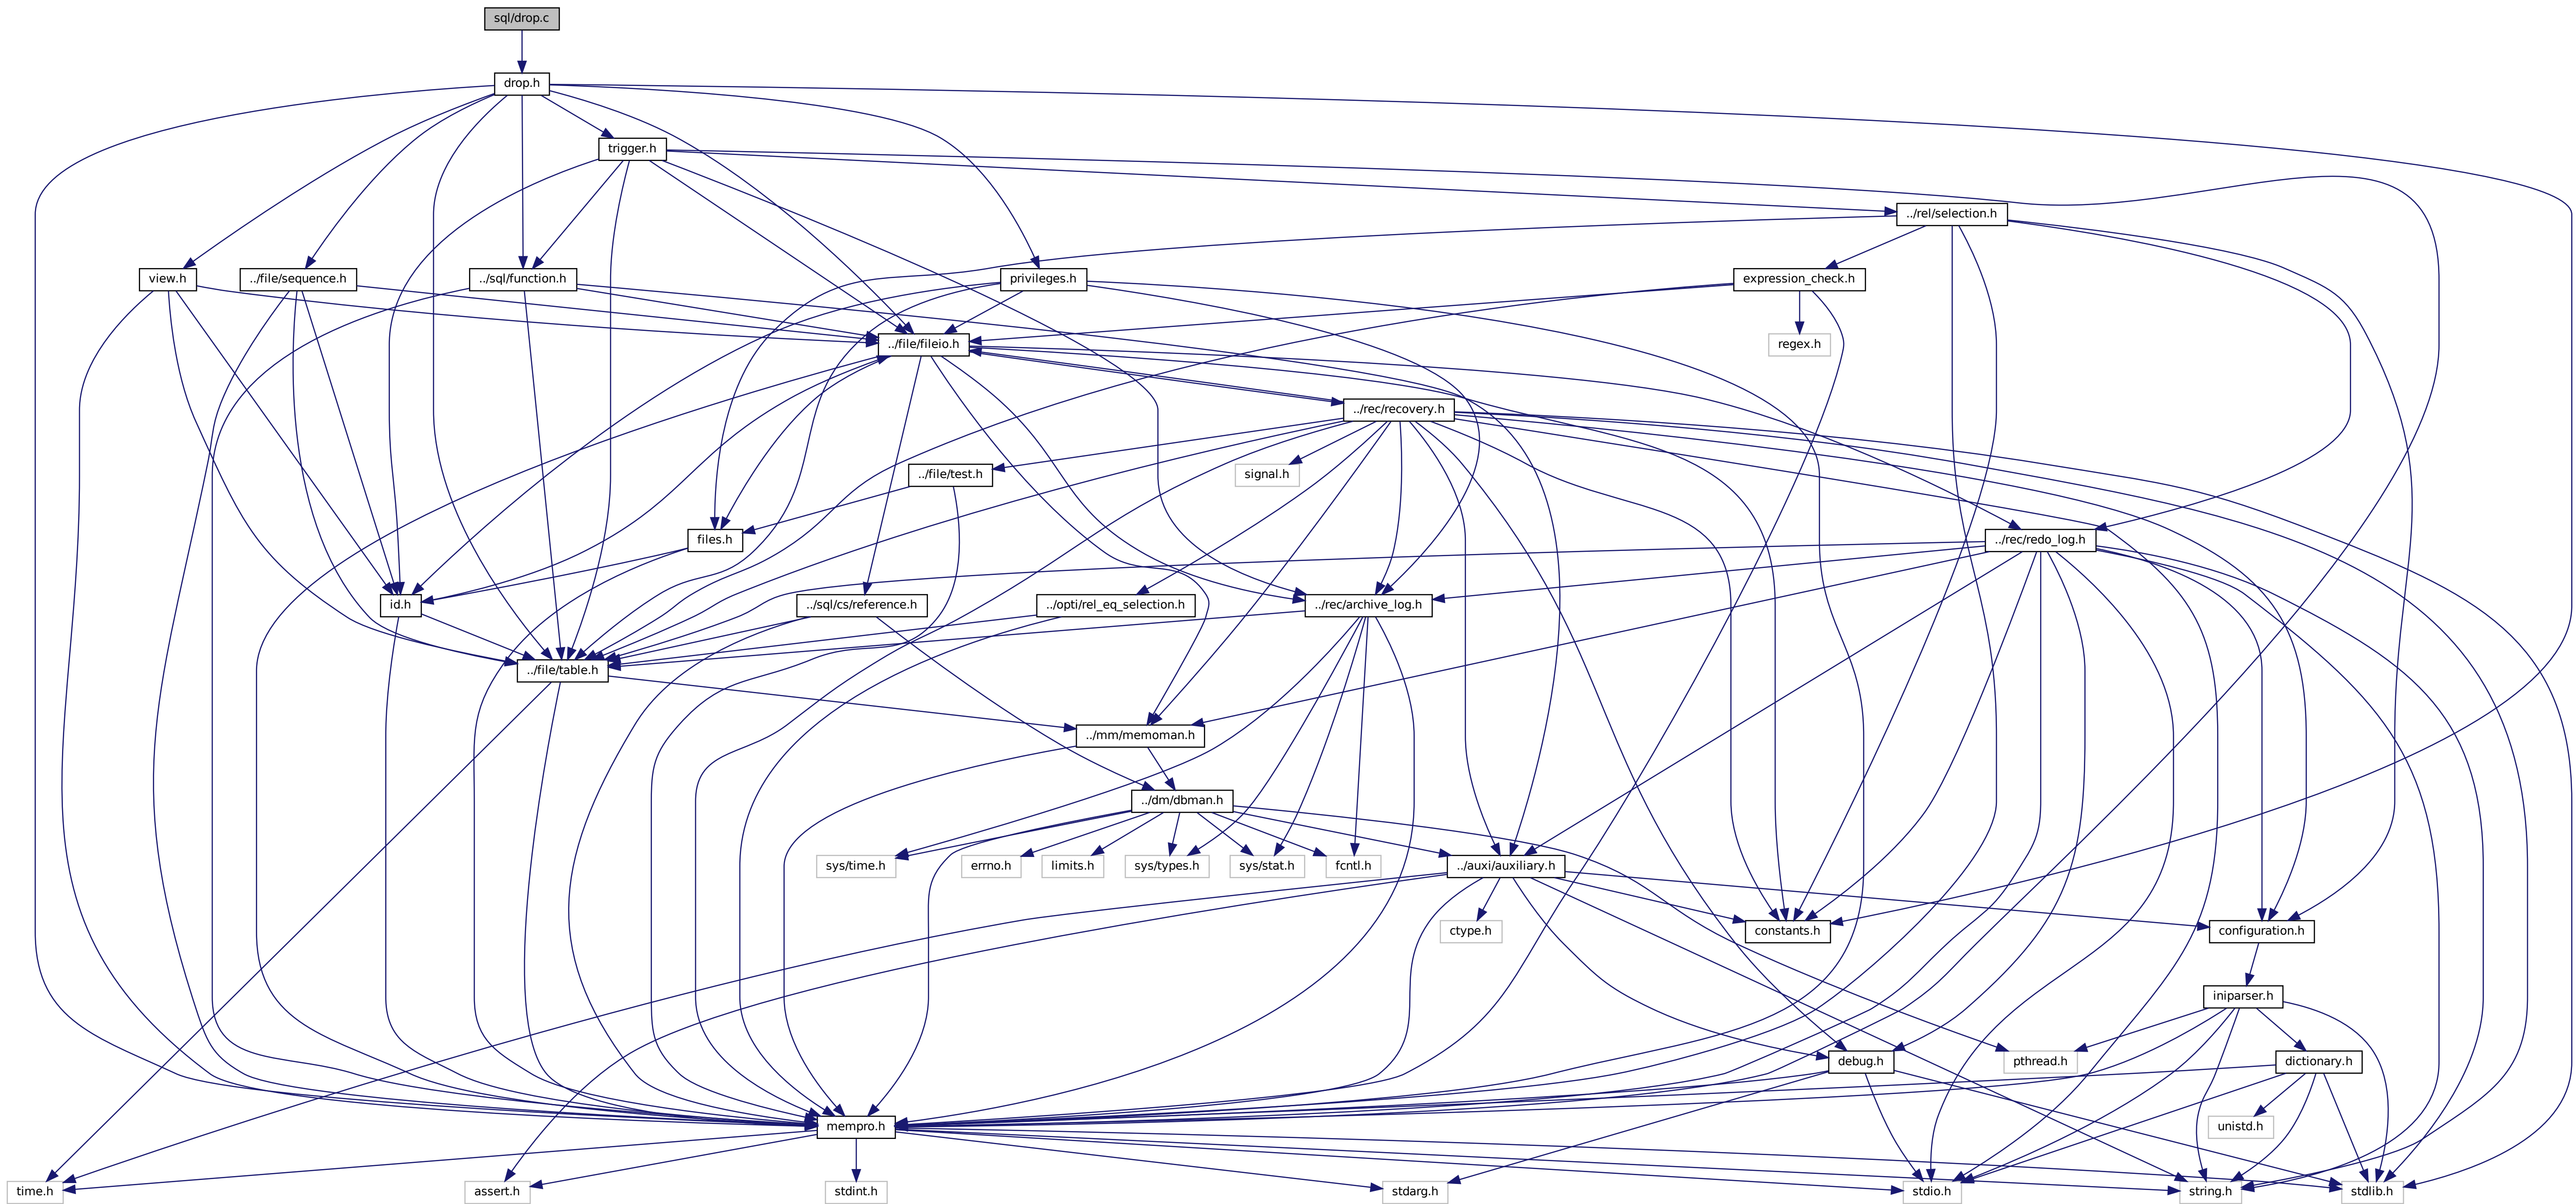 sql/drop.c
drop.h
trigger.h
../rel/selection.h
view.h
../file/sequence.h
../sql/function.h
privileges.h
expression_check.h
../file/fileio.h
regex.h
../rec/recovery.h
../file/test.h
signal.h
files.h
../rec/redo_log.h
id.h
../sql/cs/reference.h
../opti/rel_eq_selection.h
../rec/archive_log.h
../file/table.h
../mm/memoman.h
../dm/dbman.h
sys/time.h
errno.h
limits.h
sys/types.h
sys/stat.h
fcntl.h
../auxi/auxiliary.h
ctype.h
constants.h
configuration.h
iniparser.h
debug.h
pthread.h
dictionary.h
mempro.h
unistd.h
time.h
assert.h
stdint.h
stdarg.h
stdio.h
string.h
stdlib.h